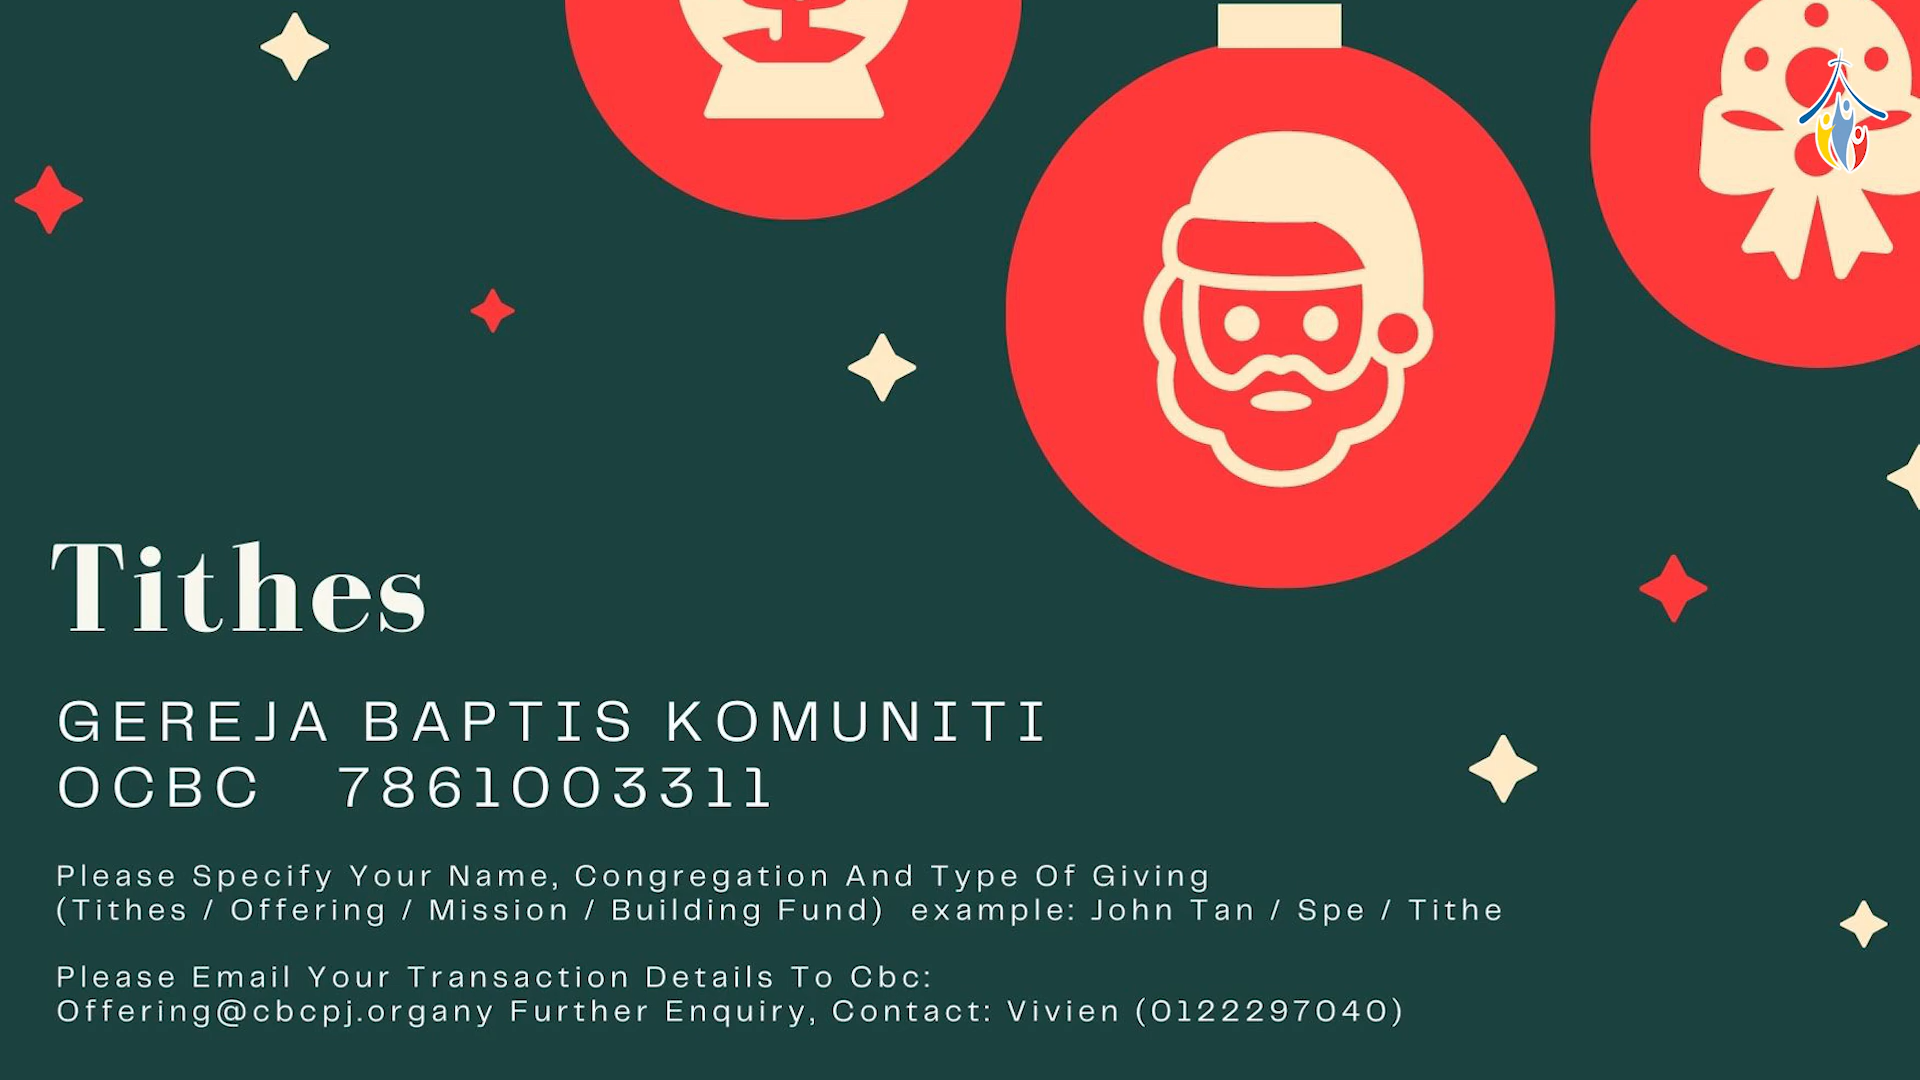 Tithes
GEREJA BAPTIS KOMUNITI
OCBC 7861003311
Please Specify Your Name, Congregation And Type Of Giving
(Tithes / Offering / Mission / Building Fund) example: John Tan / Spe / Tithe
Please Email Your Transaction Details To Cbc:
Offering@cbcpj.organy Further Enquiry, Contact: Vivien (0122297040)